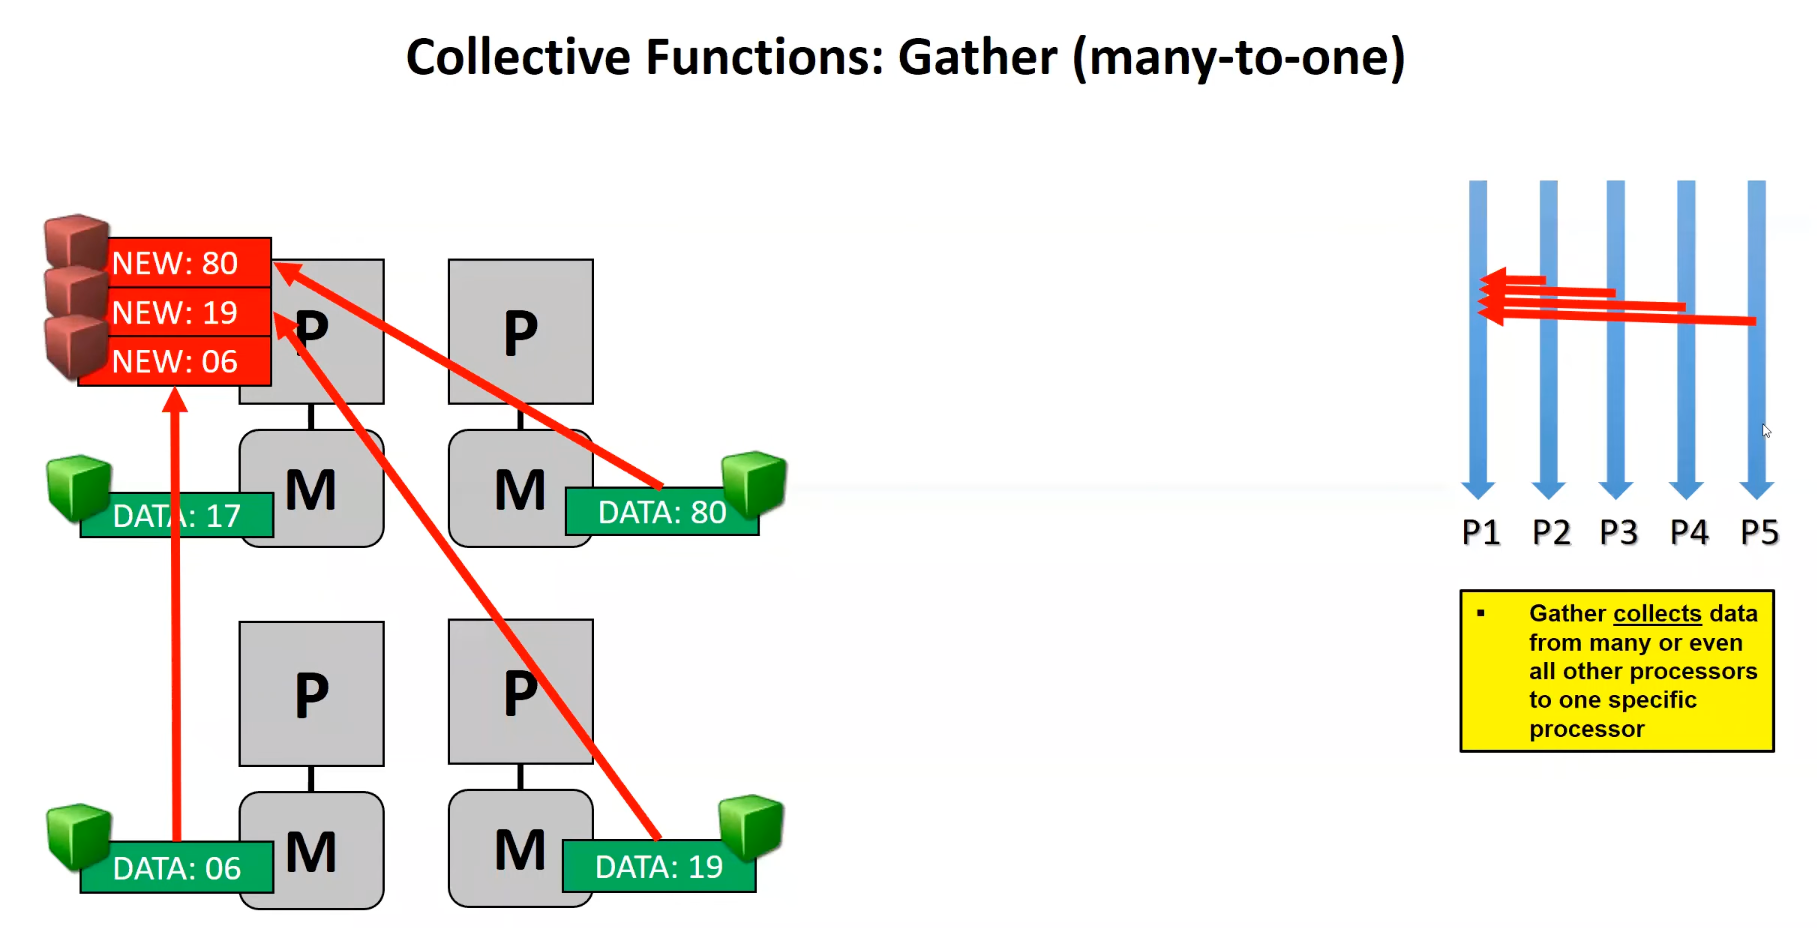 Collective Functions: Gather (many-to-one)
NEW: 80
NEW: 19
NEW: 06
P
P
M
M
DATA: 17
DATA: 80
P
P
M
M
DATA: 06
DATA: 19
P1 P2 P3 P4 P5
▪ Gather collects data
from many or even
all other processors
to one specific
processor